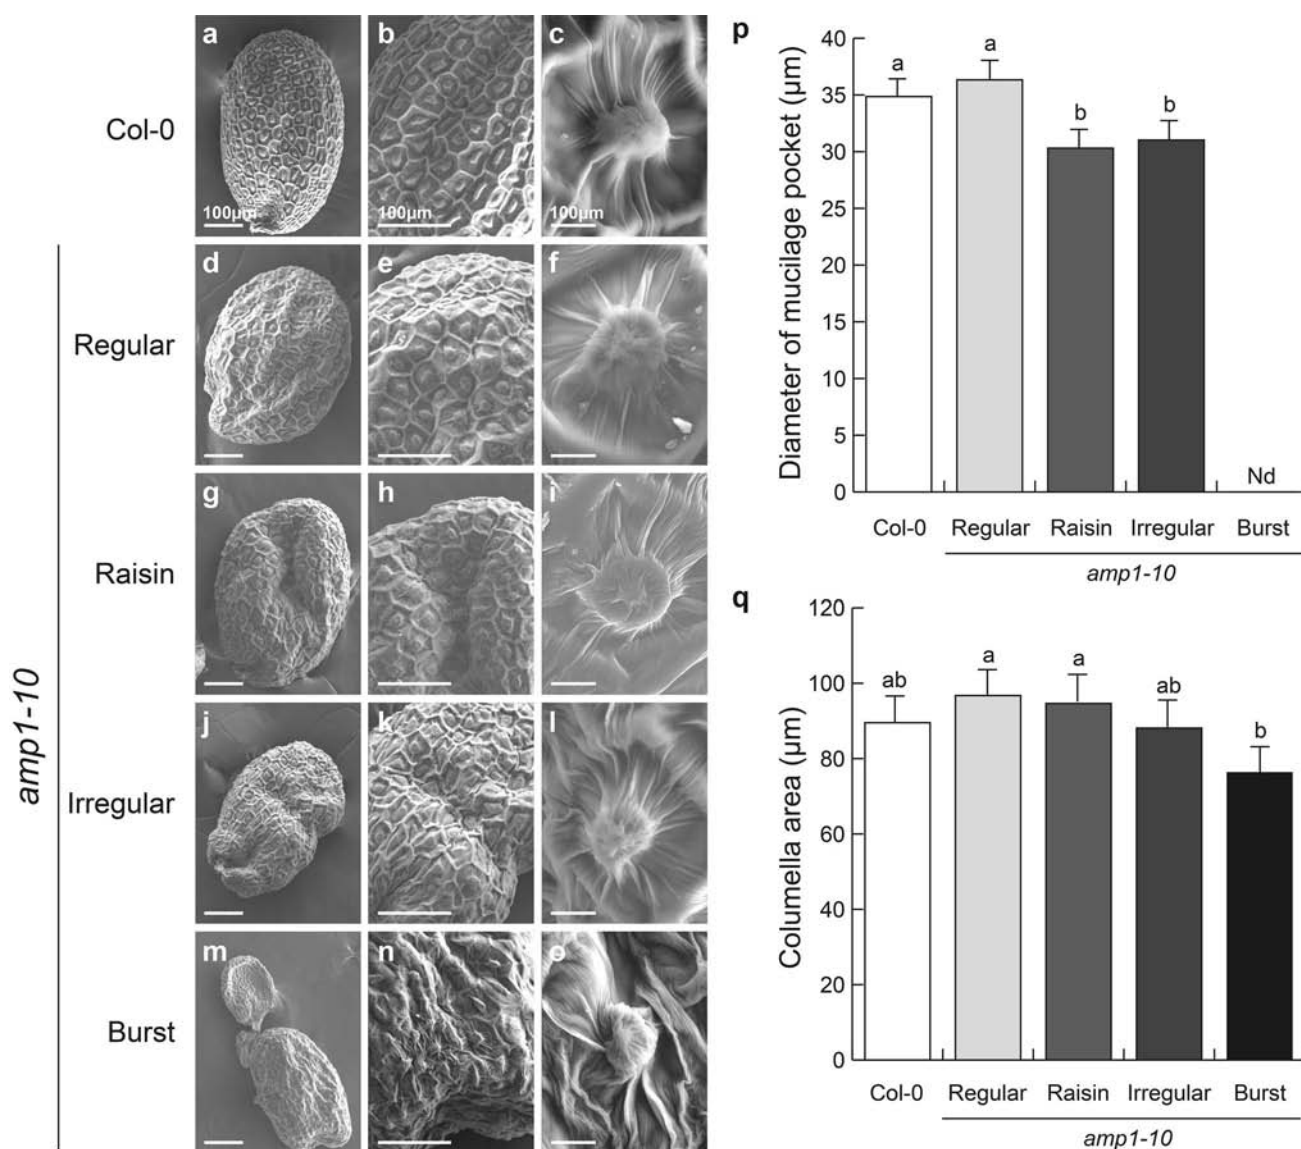 a
b
c
Col-0
100µm
100µm
100µm
d
e
f
Regular
g
h
i
Raisin
j
k
l
Irregular
m
n
o
Burst
amp1-10
p
Diameter of mucilage pocket (µm)
40
35
30
25
20
15
10
5
0
a
a
b
b
Nd
Col-0 Regular Raisin Irregular Burst
amp1-10
q
Columella area (µm)
120
100
80
60
40
20
0
ab
a
a
ab
b
Col-0 Regular Raisin Irregular Burst
amp1-10